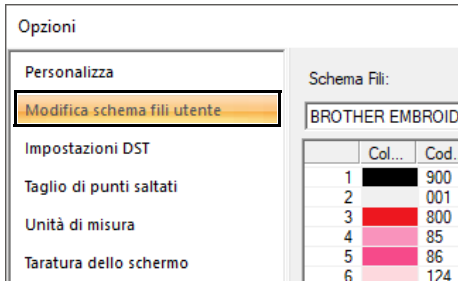 Opzioni
Personalizza
Modifica schema fili utente
Impostazioni DST
Taglio di punti saltati
Unità di misura
Taratura dello schermo
Schema Fili:
BROTHER EMBROID
Col... Cod.
1 900
2 001
3 800
4 85
5 86
6 124